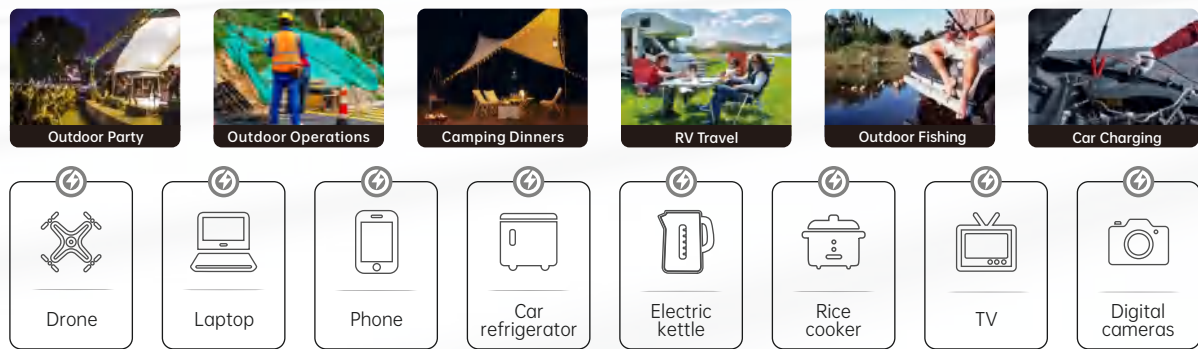 Outdoor Party
Outdoor Operations
Camping Dinners
RV Travel
Outdoor Fishing
Car Charging
Drone
Laptop
Phone
Car
refrigerator
Electric
kettle
Rice
cooker
TV
Digital
cameras